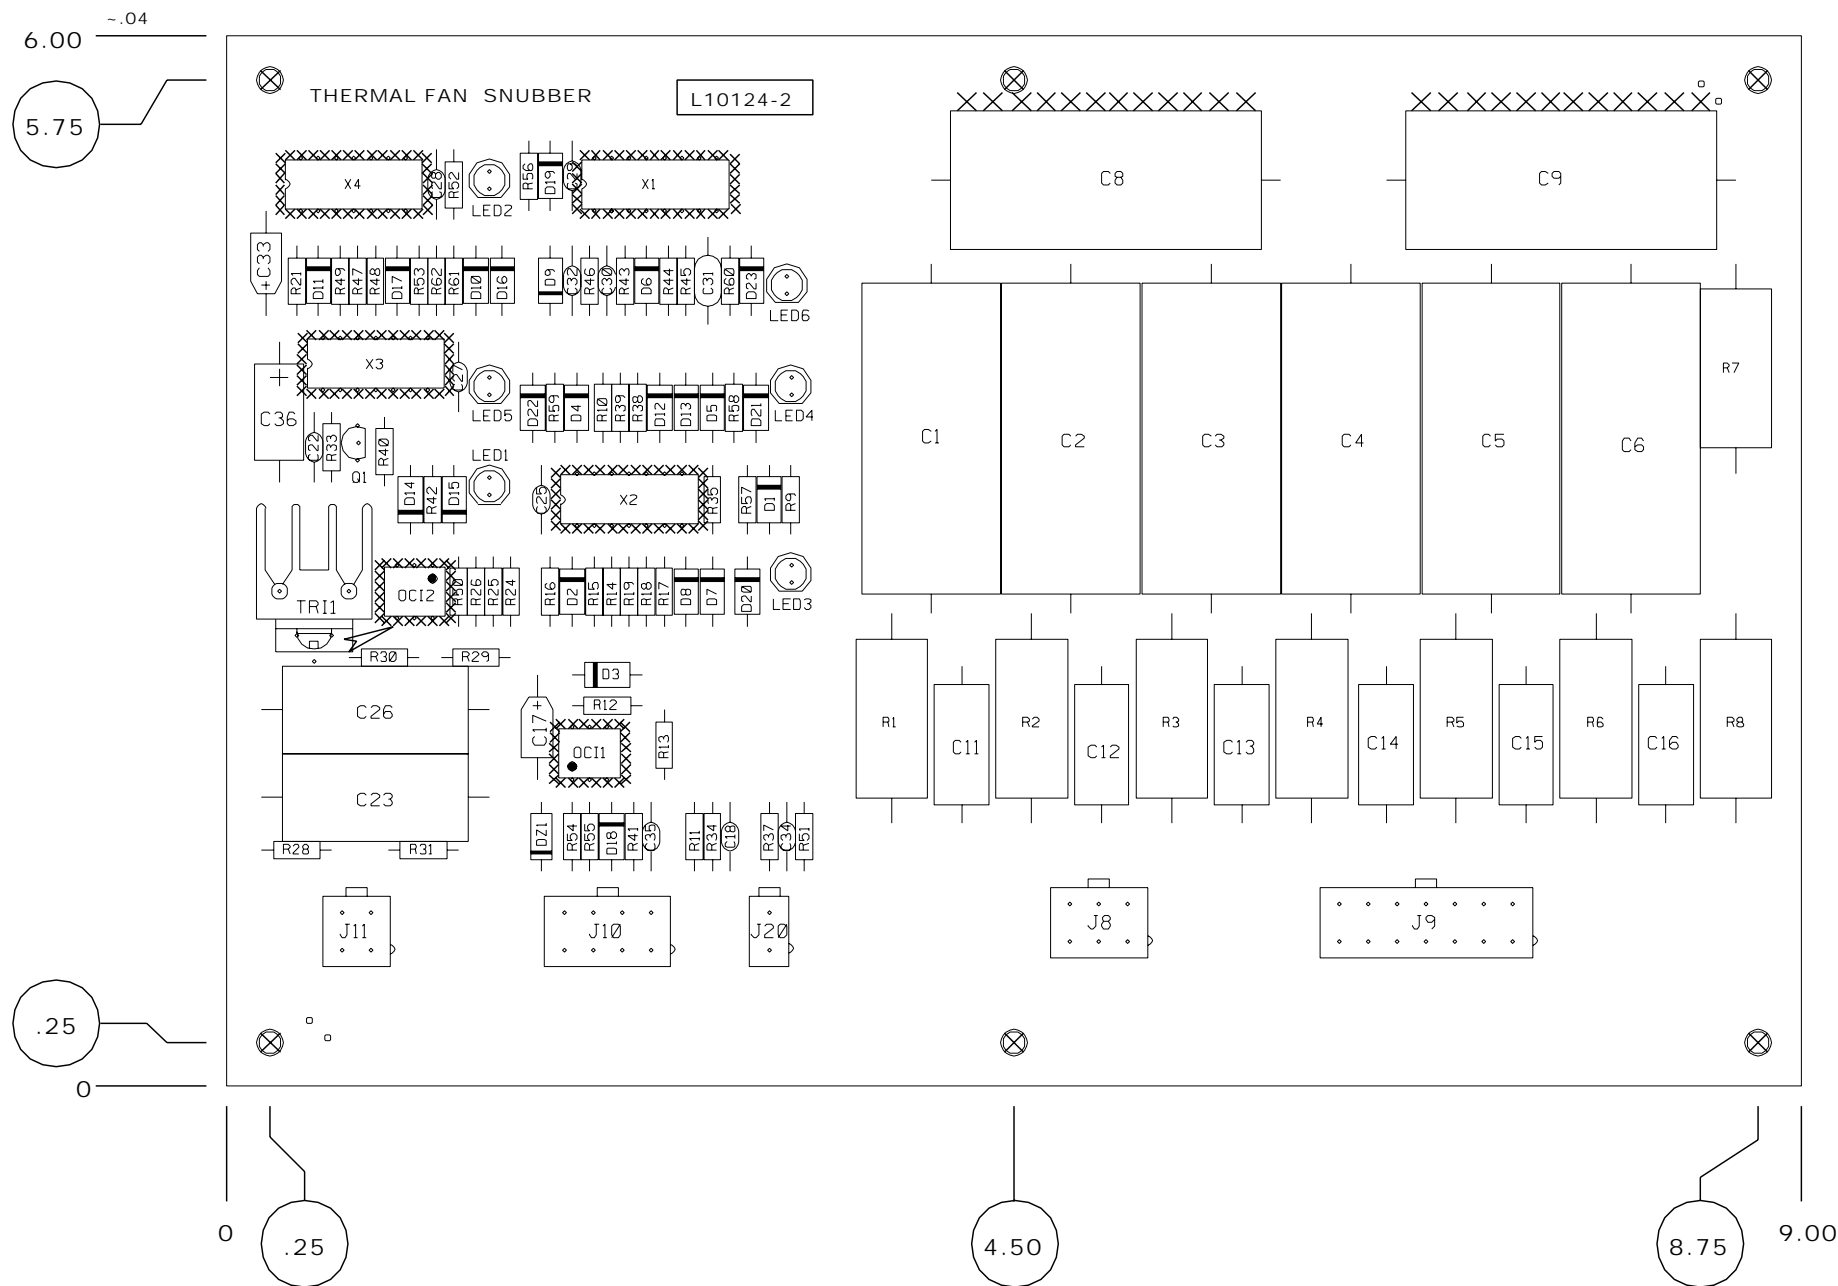 ~.04
6.00
5.75
THERMAL FAN SNUBBER
L10124-2
X4
C28
R52
LED2
R56
D19
C29
X1
C8
C9
+C33
R21
D11
R49
R47
R48
D17
R53
R62
R61
D10
D16
D9
C32
R46
C30
R43
D6
R44
R45
C31
R60
D23
LED6
X3
C27
+
C36
LED5
D22
R59
D4
R10
R39
R38
D12
D13
D5
R58
D21
LED4
R7
C22
R33
Q1
R40
LED1
C1
C2
C3
C4
C5
C6
D14
R42
D15
C25
X2
R35
R57
D1
R9
TRI1
OCI2
R50
R26
R25
R24
R16
D2
R15
R14
R19
R18
R17
D8
D7
D20
LED3
R30
R29
D3
R12
C26
C17+
OCI1
R13
R1
C11
R2
C12
R3
C13
R4
C14
R5
C15
R6
C16
R8
C23
R28
R31
DZ1
R54
R55
D18
R41
C35
R11
R34
C18
R37
C34
R51
J11
J10
J20
J8
J9
.25
0
0
.25
4.50
8.75
9.00